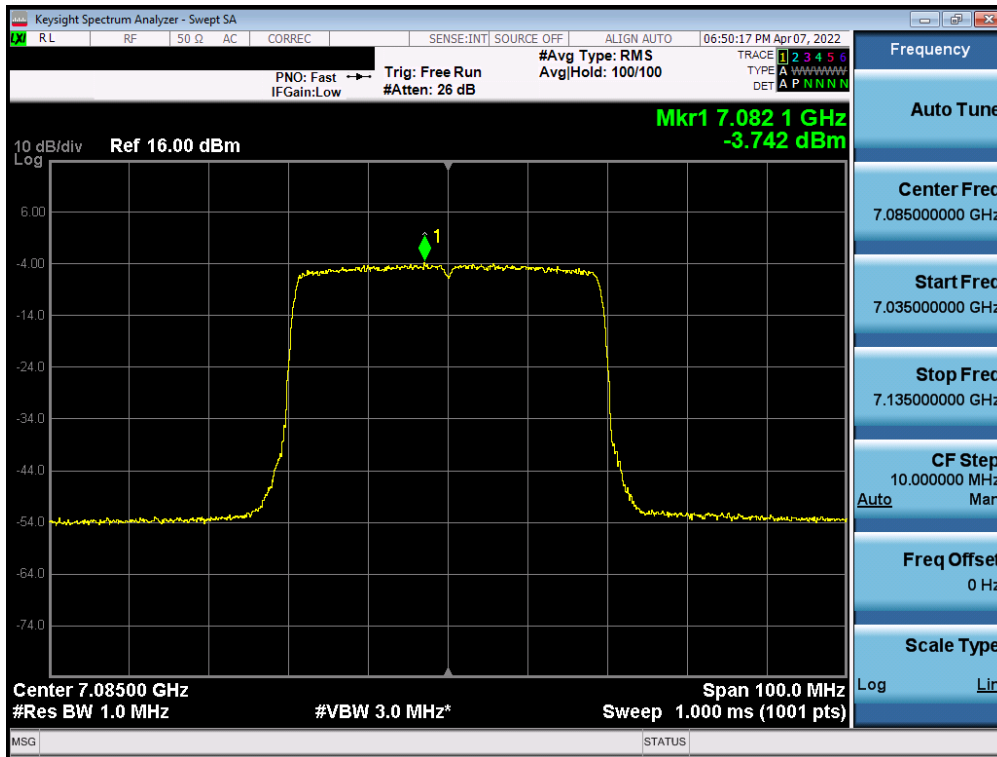 Keysight Spectrum Analyzer - Swept SA
LXI RL RF 50 Ω AC CORREC SENSE:INT SOURCE OFF ALIGN AUTO 06:50:17 PM Apr 07, 2022
#Avg Type: RMS TRACE 1 2 3 4 5 6
PNO: Fast Trig: Free Run Avg|Hold: 100/100 TYPE A WWWWW
IFGain:Low #Atten: 26 dB DET A P N N N N
Mkr1 7.082 1 GHz
-3.742 dBm
10 dB/div Ref 16.00 dBm
Log
1
6.00
-4.00
-14.0
-24.0
-34.0
-44.0
-54.0
-64.0
-74.0
Center 7.08500 GHz Span 100.0 MHz
#Res BW 1.0 MHz #VBW 3.0 MHz* Sweep 1.000 ms (1001 pts)
MSG STATUS
Frequency
Auto Tune
Center Freq
7.085000000 GHz
Start Freq
7.035000000 GHz
Stop Freq
7.135000000 GHz
CF Step
10.000000 MHz
Auto Man
Freq Offset
0 Hz
Scale Type
Log Lin